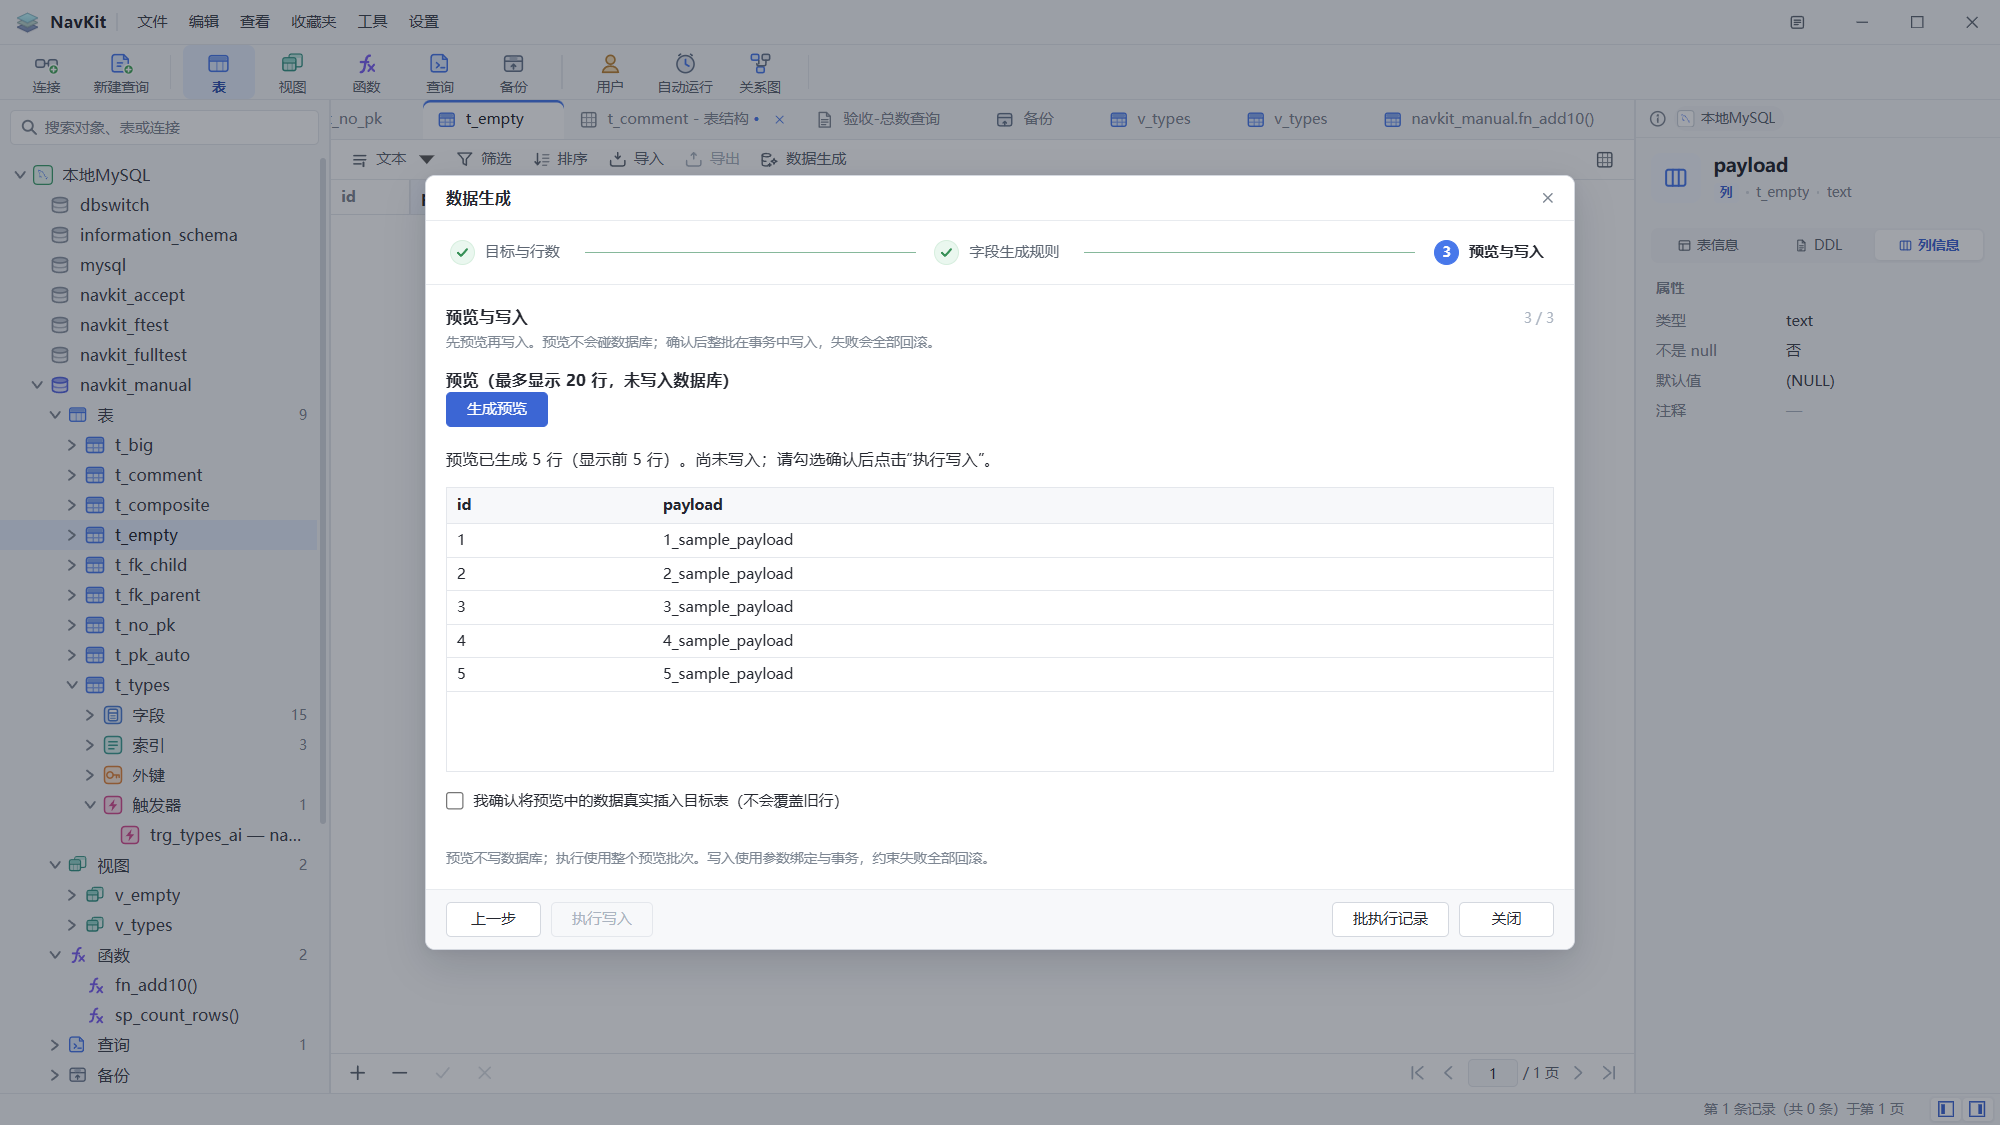 NavKit 文件 编辑 查看 收藏夹 工具 设置
连接 新建查询 表 视图 函数 查询 备份 用户 自动运行 关系图
搜索对象、表或连接
_no_pk t_empty t_comment - 表结构 • × 验收-总数查询 备份 v_types v_types navkit_manual.fn_add10()
文本 筛选 排序 导入 导出 数据生成
id
本地MySQL
dbswitch
information_schema
mysql
navkit_accept
navkit_ftest
navkit_fulltest
navkit_manual
表 9
t_big
t_comment
t_composite
t_empty
t_fk_child
t_fk_parent
t_no_pk
t_pk_auto
t_types
字段 15
索引 3
外键
触发器 1
trg_types_ai — na...
视图 2
v_empty
v_types
函数 2
fn_add10()
sp_count_rows()
查询 1
备份
数据生成
目标与行数 字段生成规则 3 预览与写入
预览与写入 3 / 3
先预览再写入。预览不会碰数据库；确认后整批在事务中写入，失败会全部回滚。
预览（最多显示 20 行，未写入数据库）
生成预览
预览已生成 5 行（显示前 5 行）。尚未写入；请勾选确认后点击“执行写入”。
id payload
1 1_sample_payload
2 2_sample_payload
3 3_sample_payload
4 4_sample_payload
5 5_sample_payload
我确认将预览中的数据真实插入目标表（不会覆盖旧行）
预览不写数据库；执行使用整个预览批次。写入使用参数绑定与事务，约束失败全部回滚。
上一步 执行写入 批执行记录 关闭
1 / 1 页
本地MySQL
payload
列 · t_empty · text
表信息 DDL 列信息
属性
类型 text
不是 null 否
默认值 (NULL)
注释 —
第 1 条记录（共 0 条）于第 1 页